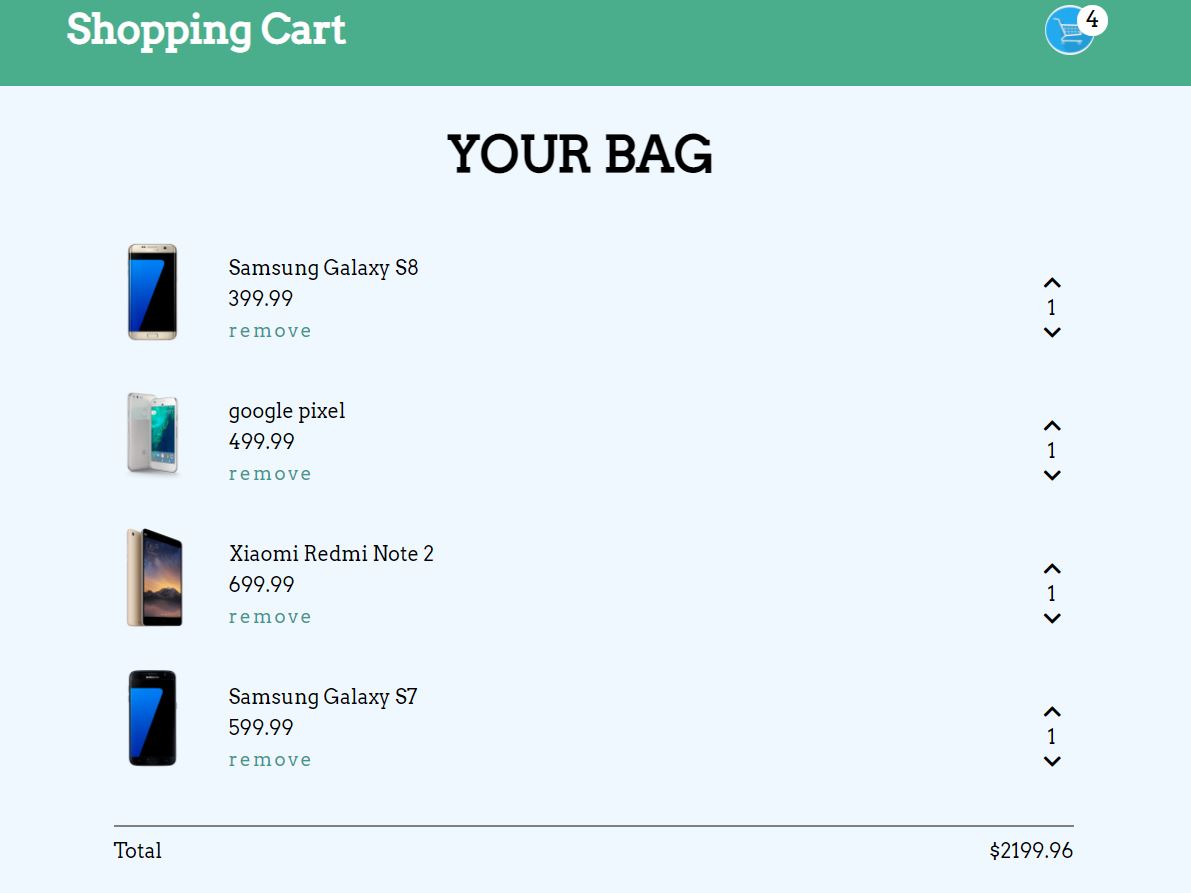 Shopping Cart
4
YOUR BAG
Samsung Galaxy S8
399.99
remove
1
google pixel
499.99
remove
1
Xiaomi Redmi Note 2
699.99
remove
1
Samsung Galaxy S7
599.99
remove
1
Total $2199.96